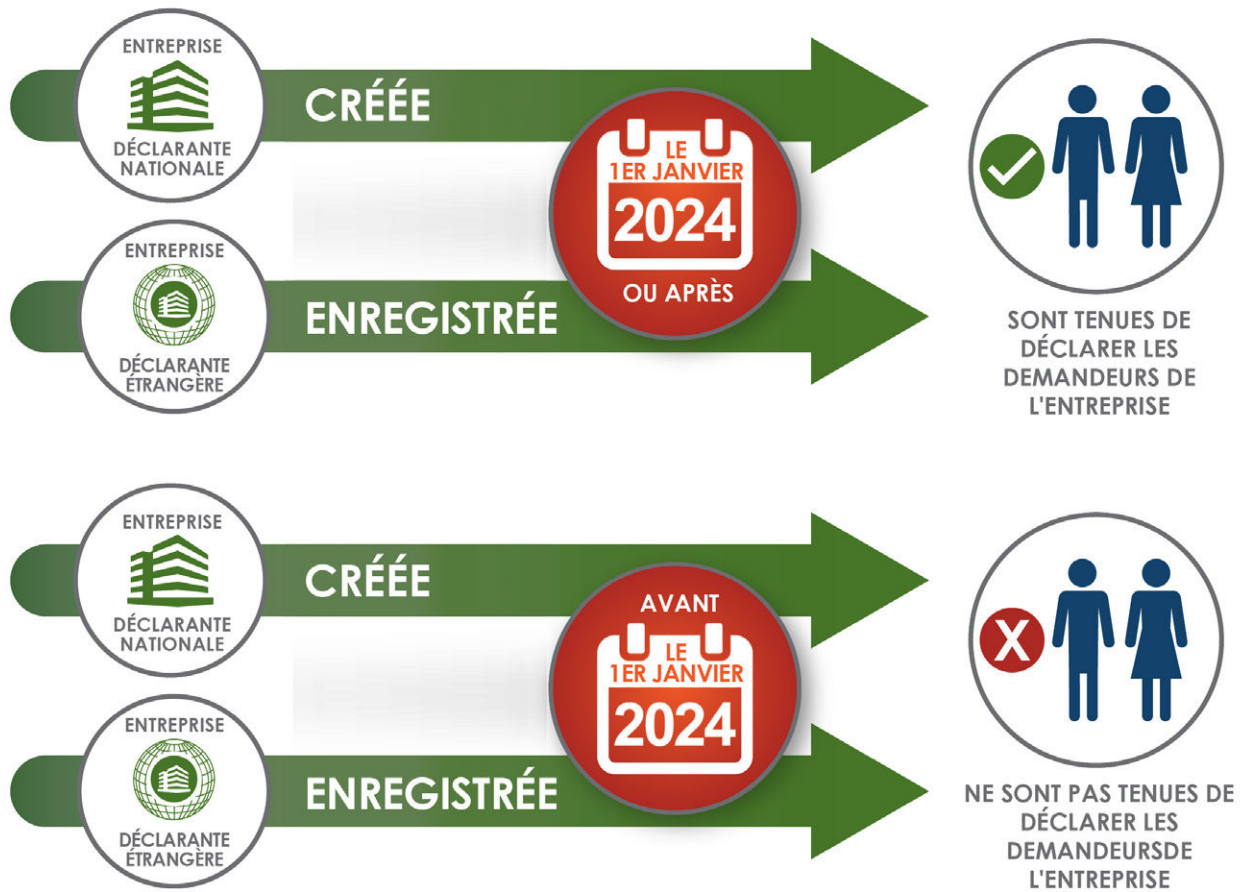 ENTREPRISE
DÉCLARANTE
NATIONALE
CRÉÉE
ENTREPRISE
DÉCLARANTE
ÉTRANGÈRE
ENREGISTRÉE
LE
1ER JANVIER
2024
OU APRÈS
SONT TENUES DE
DÉCLARER LES
DEMANDEURS DE
L'ENTREPRISE
ENTREPRISE
DÉCLARANTE
NATIONALE
CRÉÉE
ENTREPRISE
DÉCLARANTE
ÉTRANGÈRE
ENREGISTRÉE
AVANT
LE
1ER JANVIER
2024
X
NE SONT PAS TENUES DE
DÉCLARER LES
DEMANDEURSDE
L'ENTREPRISE